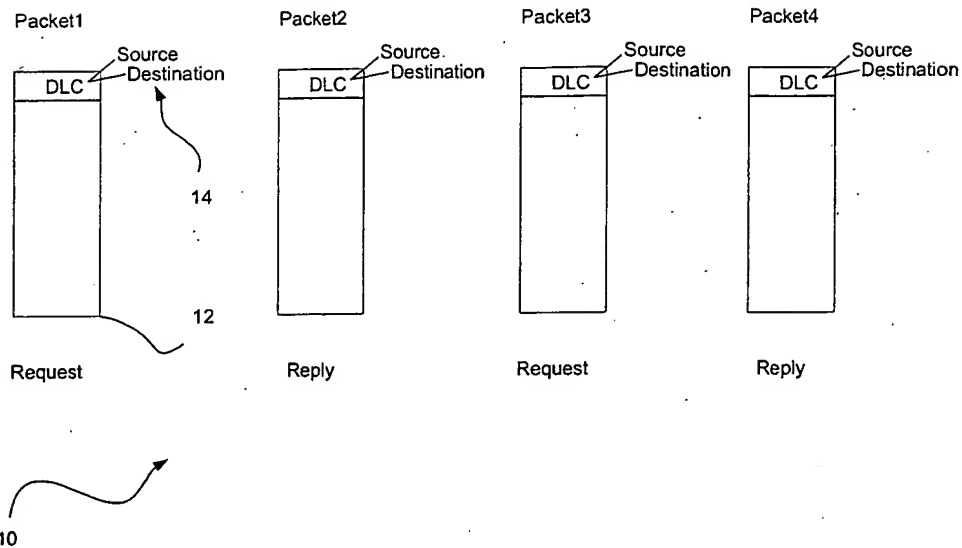 Packet1 Packet2 Packet3 Packet4
Source Source Source Source
DLC Destination DLC Destination DLC Destination DLC Destination
14
12
Request Reply Request Reply
10